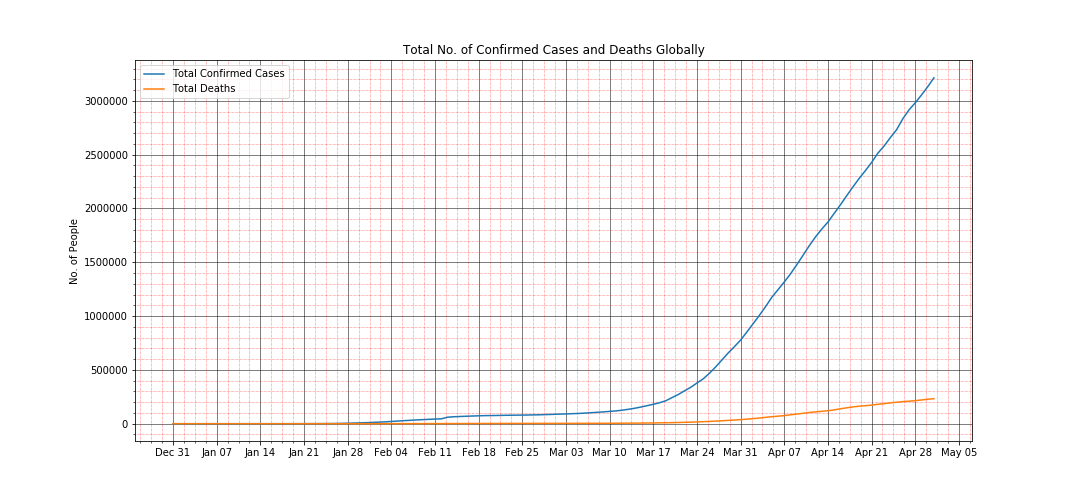 Total No. of Confirmed Cases and Deaths Globally
Total Confirmed Cases
Total Deaths
No. of People
3000000
2500000
2000000
1500000
1000000
500000
0
Dec 31 Jan 07 Jan 14 Jan 21 Jan 28 Feb 04 Feb 11 Feb 18 Feb 25 Mar 03 Mar 10 Mar 17 Mar 24 Mar 31 Apr 07 Apr 14 Apr 21 Apr 28 May 05